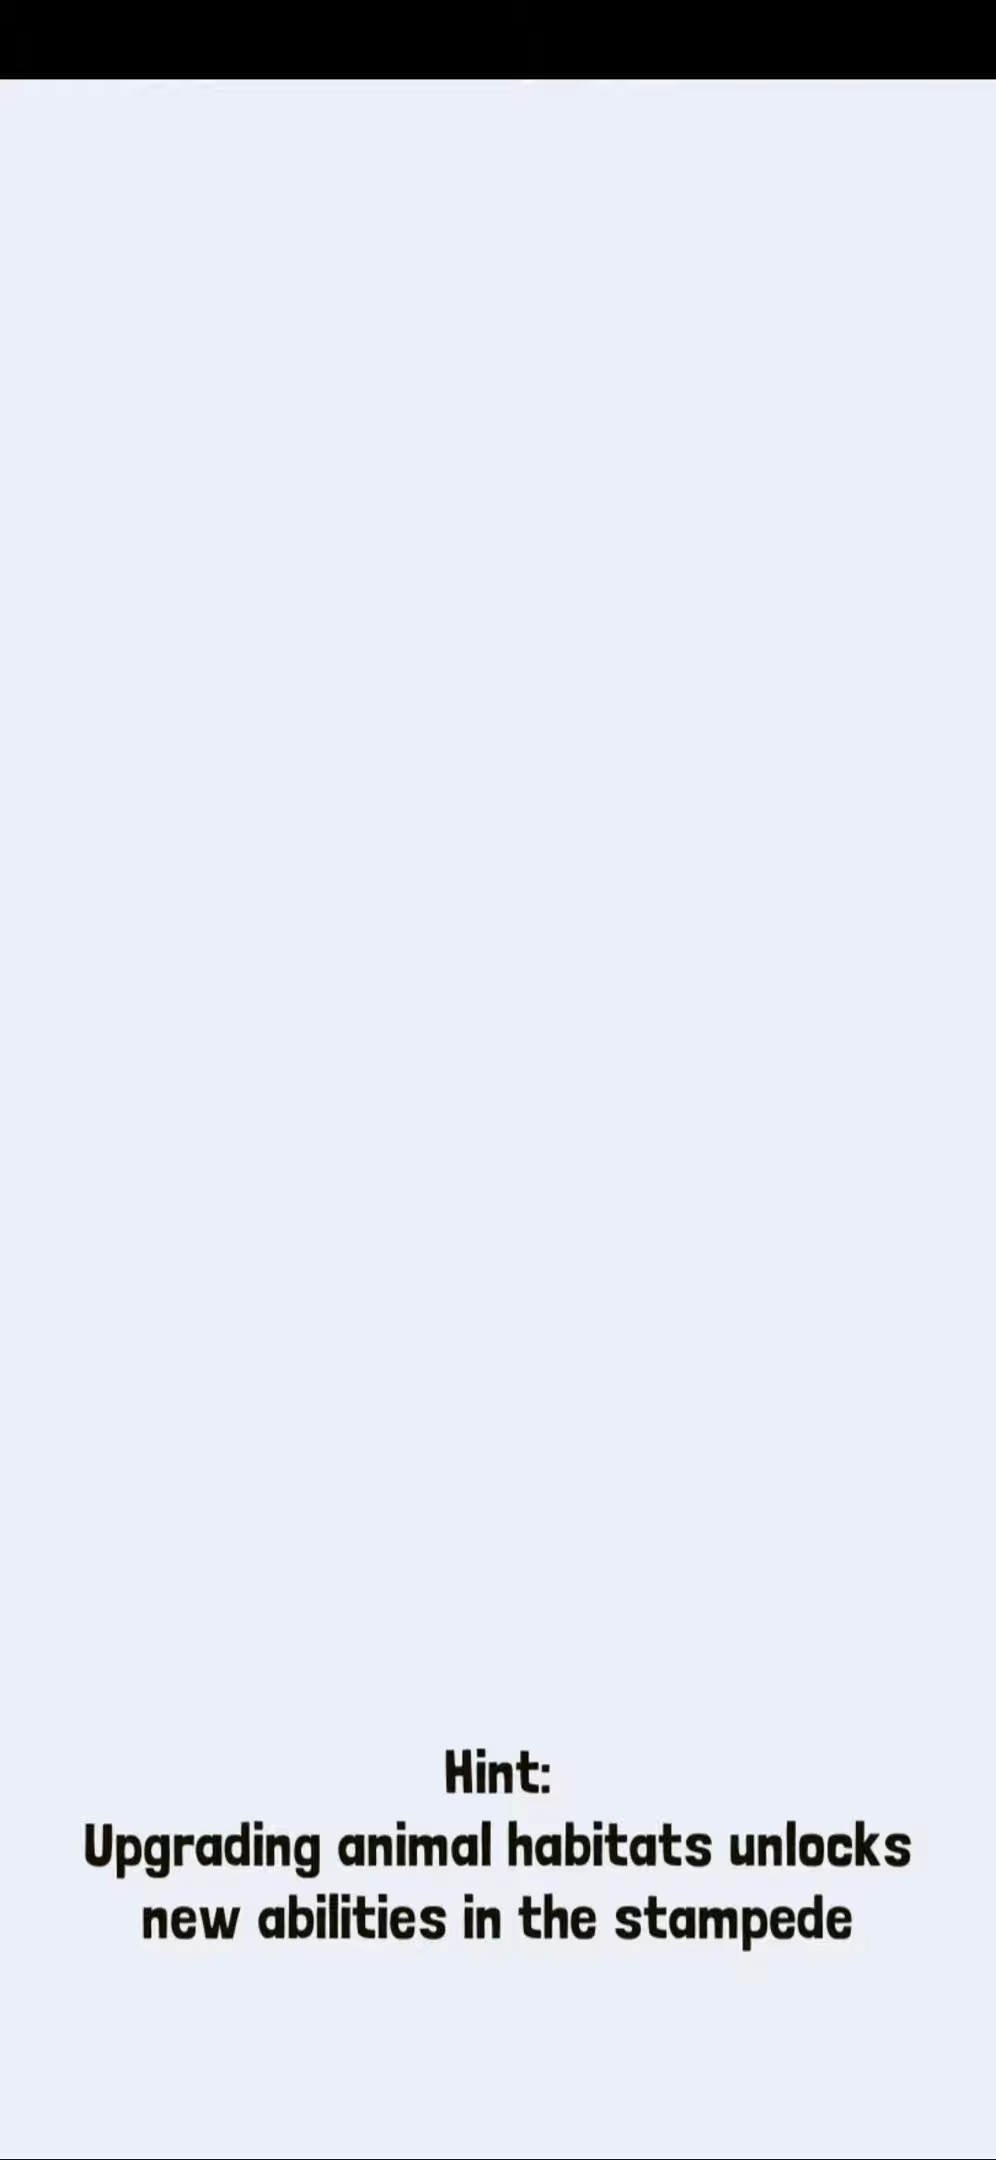 Hint:
Upgrading animal habitats unlocks
new abilities in the stampede